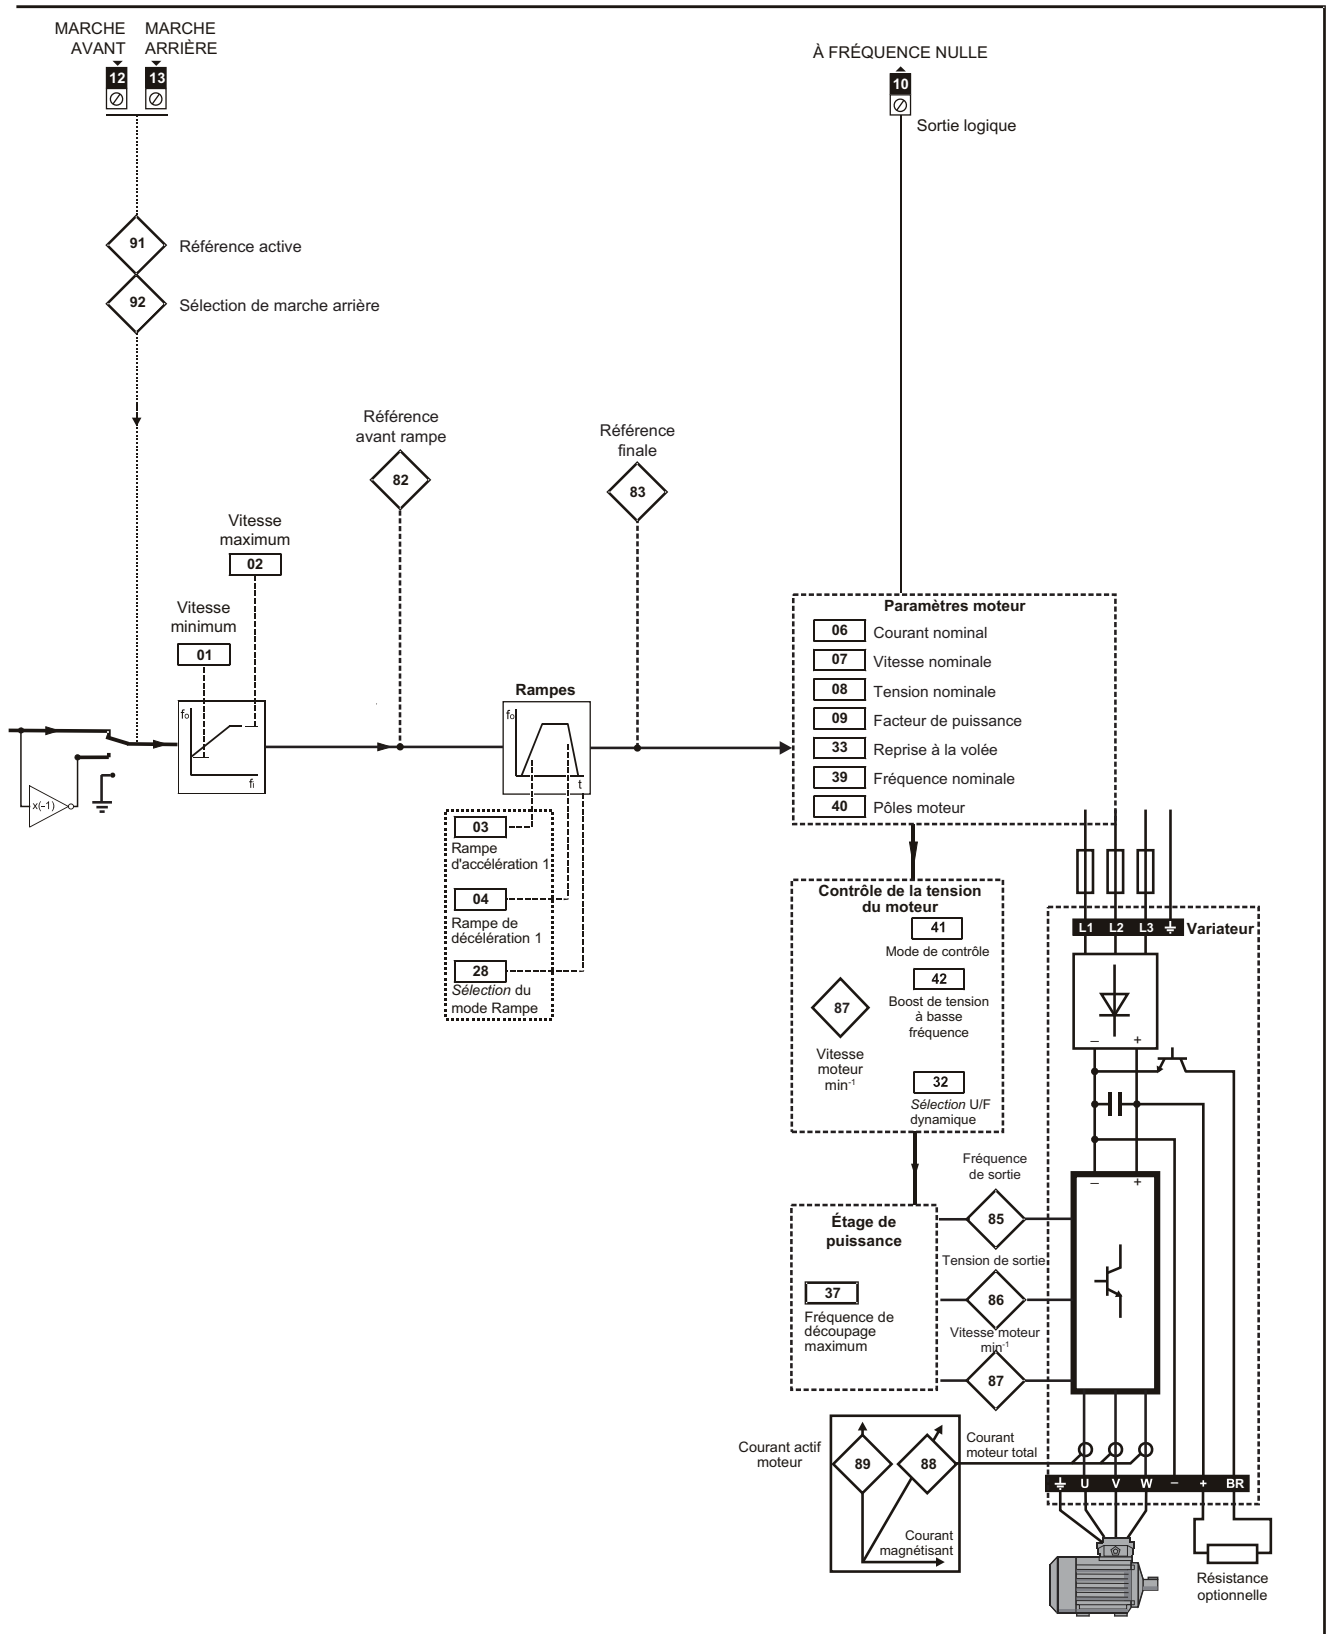 MARCHE AVANT
MARCHE ARRIÈRE
12
13
À FRÉQUENCE NULLE
10
Sortie logique
91
Référence active
92
Sélection de marche arrière
Référence
avant rampe
82
Référence
finale
83
Vitesse
maximum
02
Vitesse
minimum
01
fo
fi
x(-1)
Rampes
fo
t
03
Rampe
d'accélération 1
04
Rampe de
décélération 1
28
Sélection du
mode Rampe
Paramètres moteur
06 Courant nominal
07 Vitesse nominale
08 Tension nominale
09 Facteur de puissance
33 Reprise à la volée
39 Fréquence nominale
40 Pôles moteur
Contrôle de la tension
du moteur
41
Mode de contrôle
42
Boost de tension
à basse
fréquence
87
Vitesse
moteur
min-1
32
Sélection U/F
dynamique
L1 L2 L3
Variateur
– +
– +
Étage de
puissance
37
Fréquence de
découpage
maximum
Fréquence
de sortie
85
Tension de sortie
86
Vitesse moteur
min-1
87
Courant actif
moteur
89
88
Courant
moteur total
Courant
magnétisant
U V W – + BR
Résistance
optionnelle